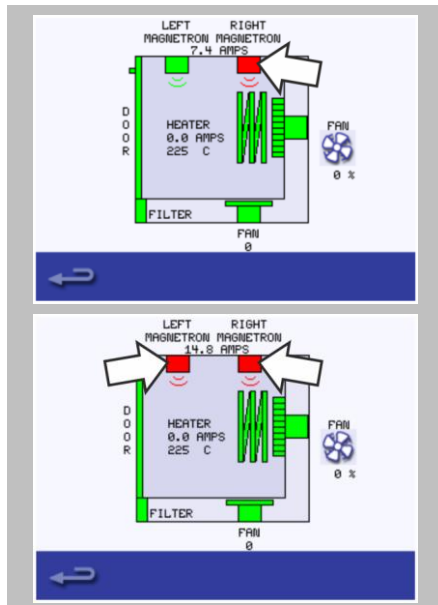 LEFT RIGHT
MAGNETRON MAGNETRON
7.4 AMPS
D
O
O
R
HEATER
0.0 AMPS
225 C
FAN
0 %
FILTER
FAN
0
LEFT RIGHT
MAGNETRON MAGNETRON
14.8 AMPS
D
O
O
R
HEATER
0.0 AMPS
225 C
FAN
0 %
FILTER
FAN
0